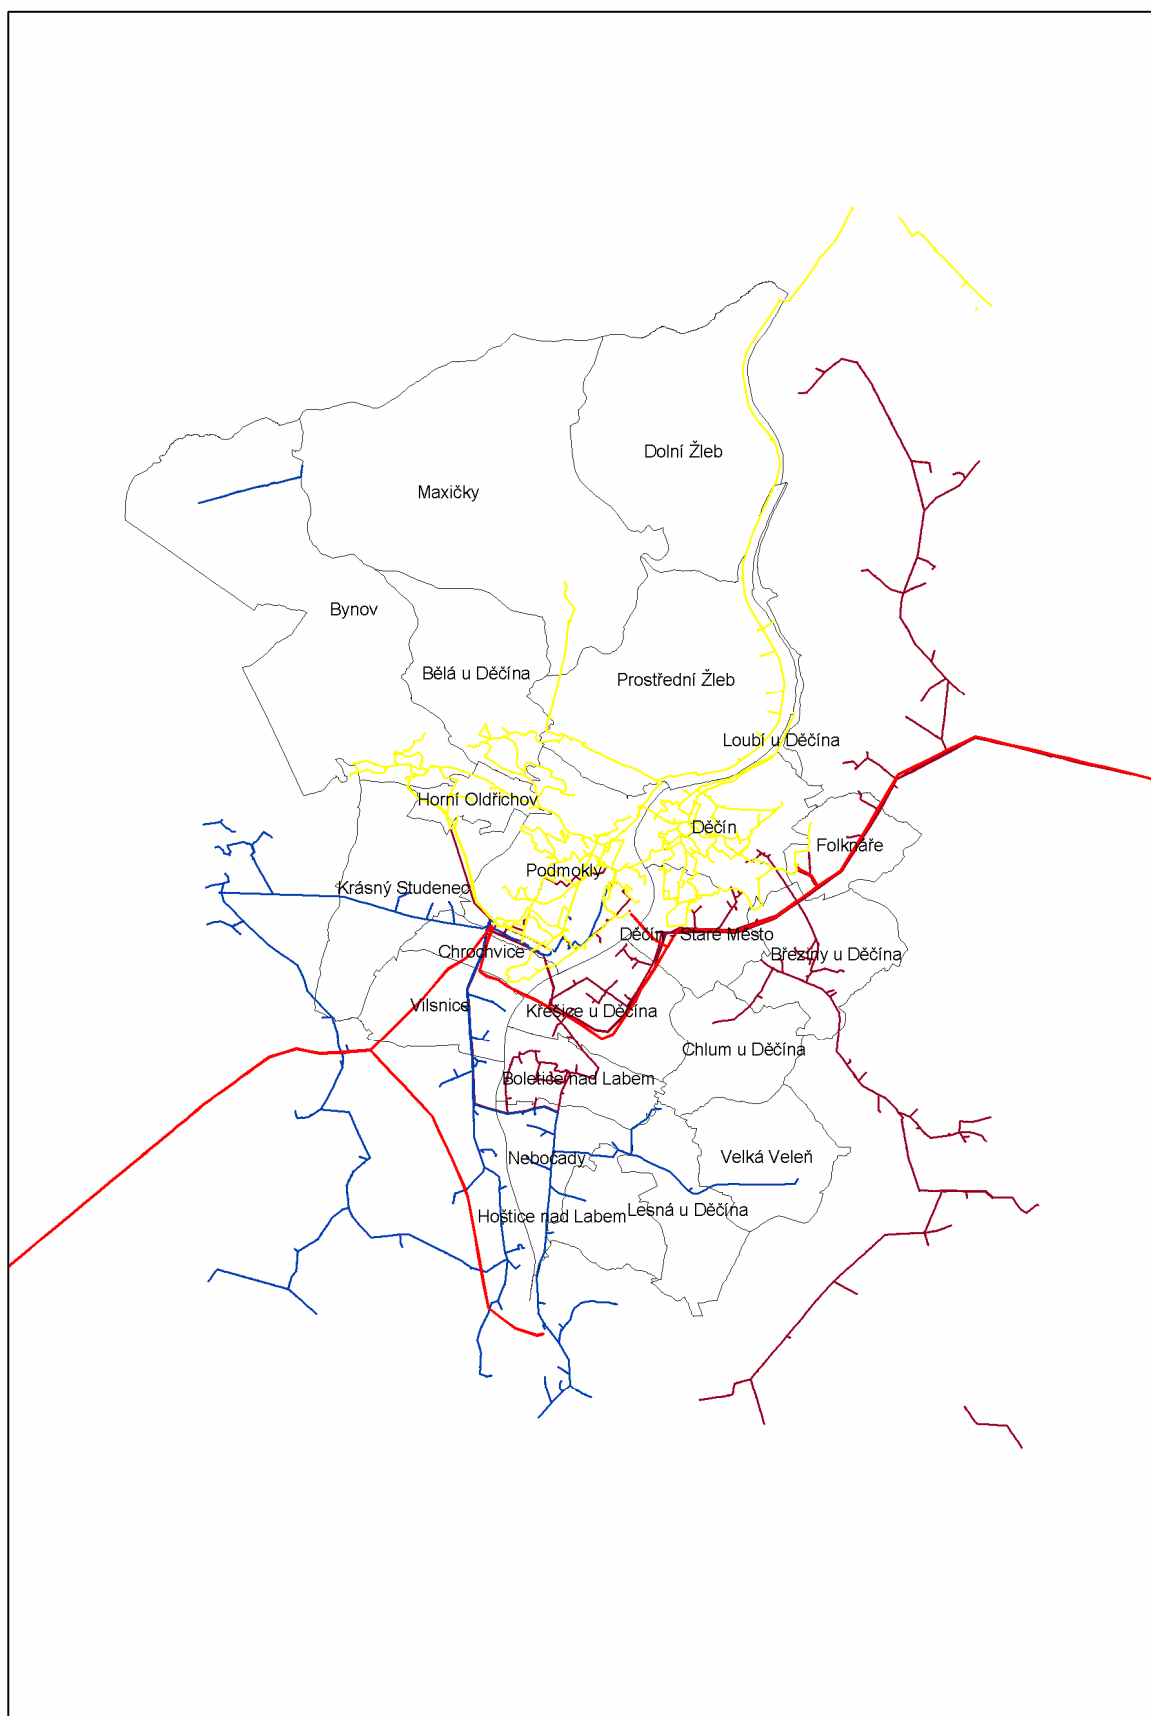 Dolní Žleb
Maxičky
Bynov
Bělá u Děčína
Prostřední Žleb
Loubí u Děčína
Horní Oldřichov
Děčín
Folknáře
Podmokly
Krásný Studenec
Děčín - Staré Město
Chrochvice
Březiny u Děčína
Vilsnice
Křešice u Děčína
Chlum u Děčína
Boletice nad Labem
Nebočady
Velká Veleň
Hoštice nad Labem
Lesná u Děčína